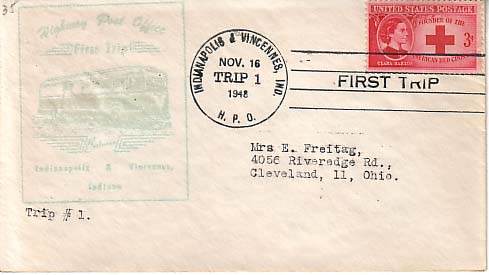 35
Highway Post Office
First Trip
Indianapolis & Vincennes,
Indiana
Trip # 1.
INDIANAPOLIS & VINCENNES, IND.
NOV. 16
TRIP 1
1948
H. P. O.
FIRST TRIP
UNITED STATES POSTAGE
FOUNDER OF THE
AMERICAN RED CROSS
3¢
CLARA BARTON
Mrs E. Freitag,
4056 Riveredge Rd.,
Cleveland, 11, Ohio.